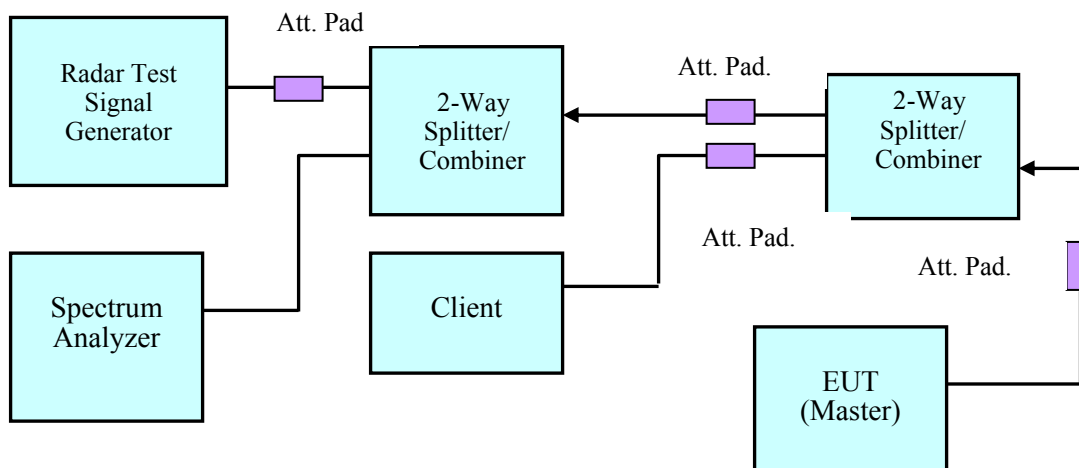 Att. Pad
Radar Test
Signal
Generator
2-Way
Splitter/
Combiner
Att. Pad.
2-Way
Splitter/
Combiner
Att. Pad.
Att. Pad.
Spectrum
Analyzer
Client
EUT
(Master)